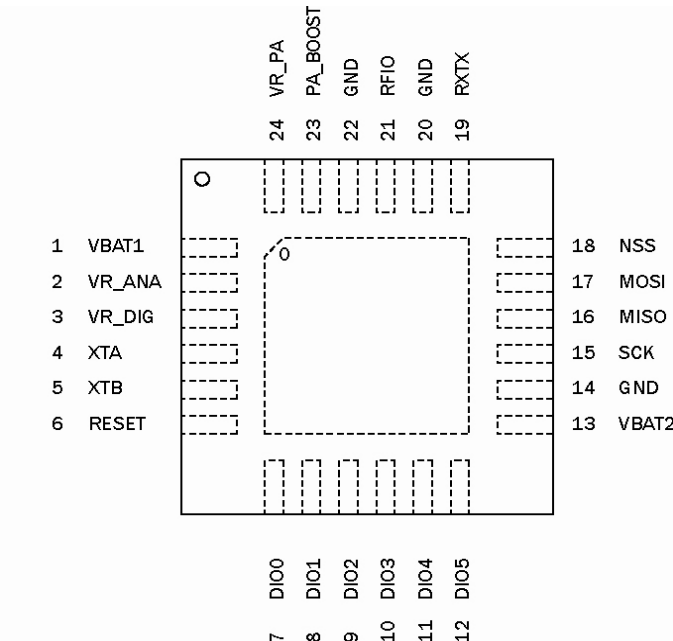 24 VR_PA
23 PA_BOOST
22 GND
21 RFIO
20 GND
19 RXTX
0
1 VBAT1
2 VR_ANA
3 VR_DIG
4 XTA
5 XTB
6 RESET
18 NSS
17 MOSI
16 MISO
15 SCK
14 GND
13 VBAT2
7 DIO0
8 DIO1
9 DIO2
10 DIO3
11 DIO4
12 DIO5